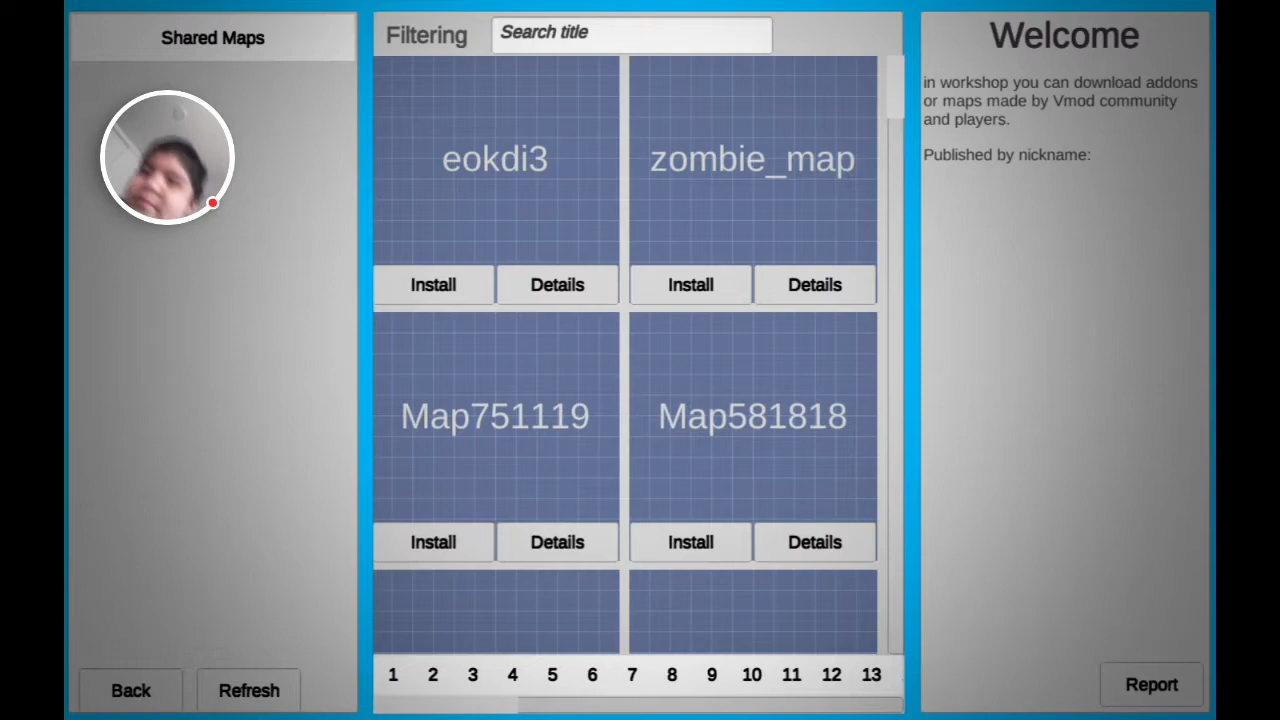 Shared Maps
Filtering
Search title
eokdi3
zombie_map
Install
Details
Install
Details
Map751119
Map581818
Install
Details
Install
Details
1 2 3 4 5 6 7 8 9 10 11 12 13
Back
Refresh
Welcome
in workshop you can download addons
or maps made by Vmod community
and players.
Published by nickname:
Report